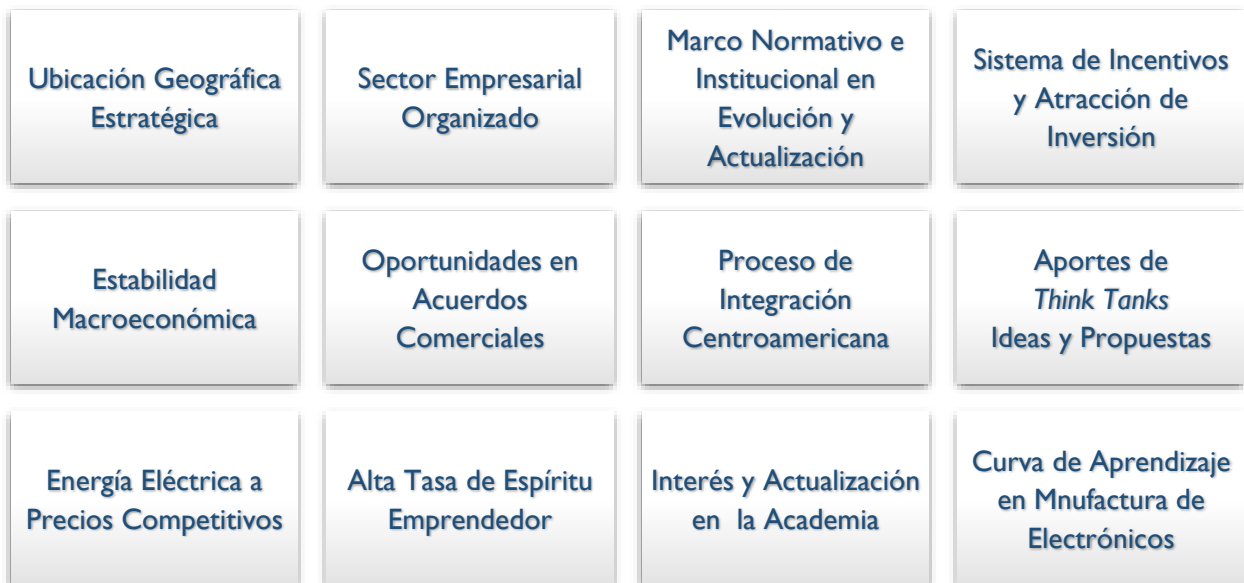 Ubicación Geográfica
Estratégica
Sector Empresarial
Organizado
Marco Normativo e
Institucional en
Evolución y
Actualización
Sistema de Incentivos
y Atracción de
Inversión
Estabilidad
Macroeconómica
Oportunidades en
Acuerdos
Comerciales
Proceso de
Integración
Centroamericana
Aportes de
Think Tanks
Ideas y Propuestas
Energía Eléctrica a
Precios Competitivos
Alta Tasa de Espíritu
Emprendedor
Interés y Actualización
en la Academia
Curva de Aprendizaje
en Mnufactura de
Electrónicos